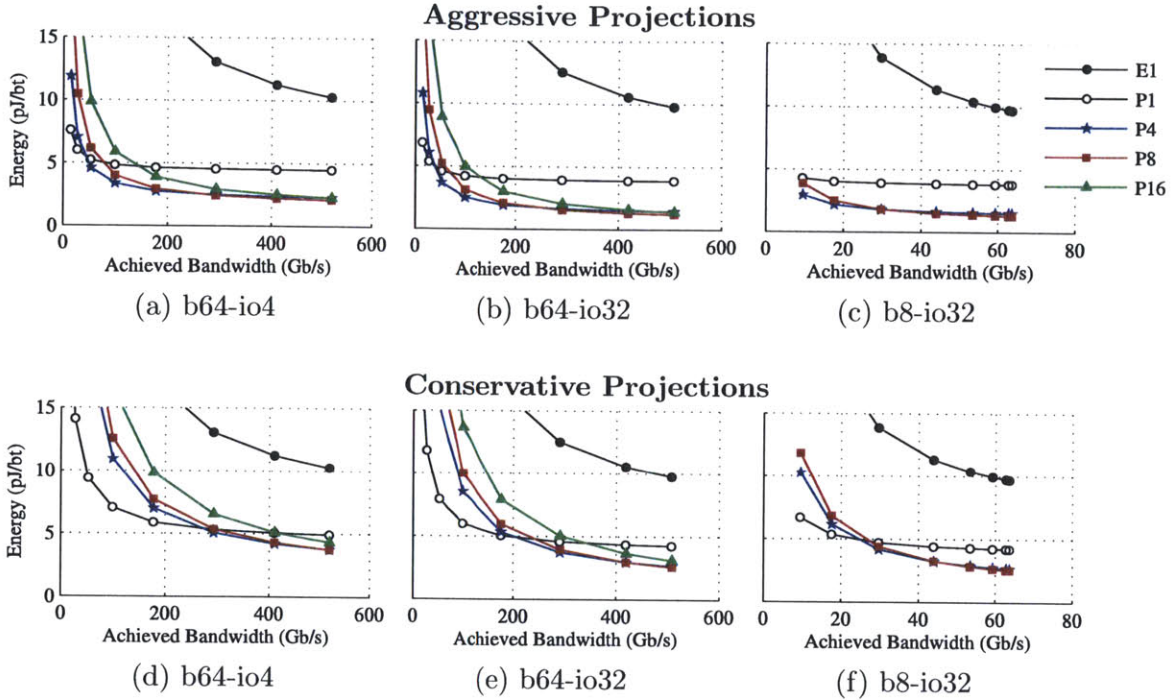 Aggressive Projections
15
10
5
0
Energy (pJ/bt)
0 200 400 600
Achieved Bandwidth (Gb/s)
(a) b64-io4
0 200 400 600
Achieved Bandwidth (Gb/s)
(b) b64-io32
0 20 40 60 80
Achieved Bandwidth (Gb/s)
(c) b8-io32
E1
P1
P4
P8
P16
Conservative Projections
15
10
5
0
Energy (pJ/bt)
0 200 400 600
Achieved Bandwidth (Gb/s)
(d) b64-io4
0 200 400 600
Achieved Bandwidth (Gb/s)
(e) b64-io32
0 20 40 60 80
Achieved Bandwidth (Gb/s)
(f) b8-io32